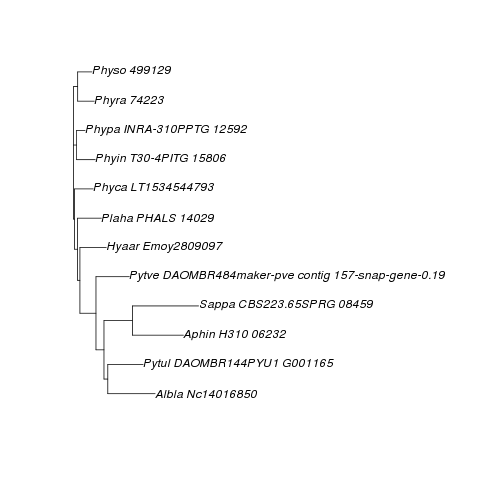 Physo 499129
Phyra 74223
Phypa INRA-310PPTG 12592
Phyin T30-4PITG 15806
Phyca LT1534544793
Plaha PHALS 14029
Hyaar Emoy2809097
Pytve DAOMBR484maker-pve contig 157-snap-gene-0.19
Sappa CBS223.65SPRG 08459
Aphin H310 06232
Pytul DAOMBR144PYU1 G001165
Albla Nc14016850